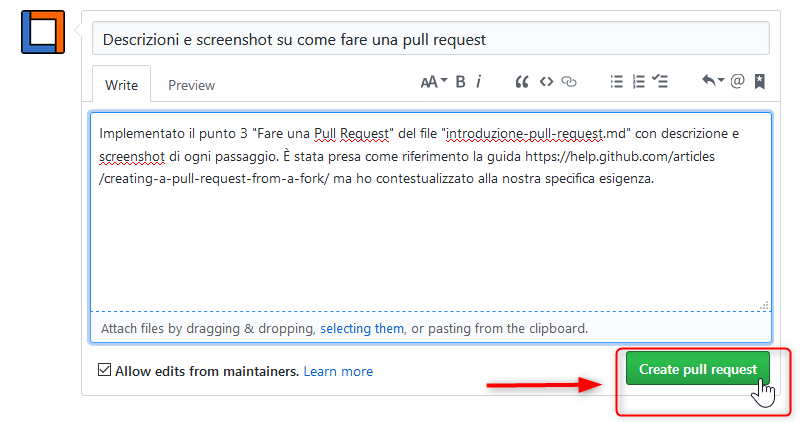 Descrizioni e screenshot su come fare una pull request
Write Preview AA B i
Implementato il punto 3 "Fare una Pull Request" del file "introduzione-pull-request.md" con descrizione e
screenshot di ogni passaggio. È stata presa come riferimento la guida https://help.github.com/articles
/creating-a-pull-request-from-a-fork/ ma ho contestualizzato alla nostra specifica esigenza.
Attach files by dragging & dropping, selecting them, or pasting from the clipboard.
Allow edits from maintainers. Learn more
Create pull request